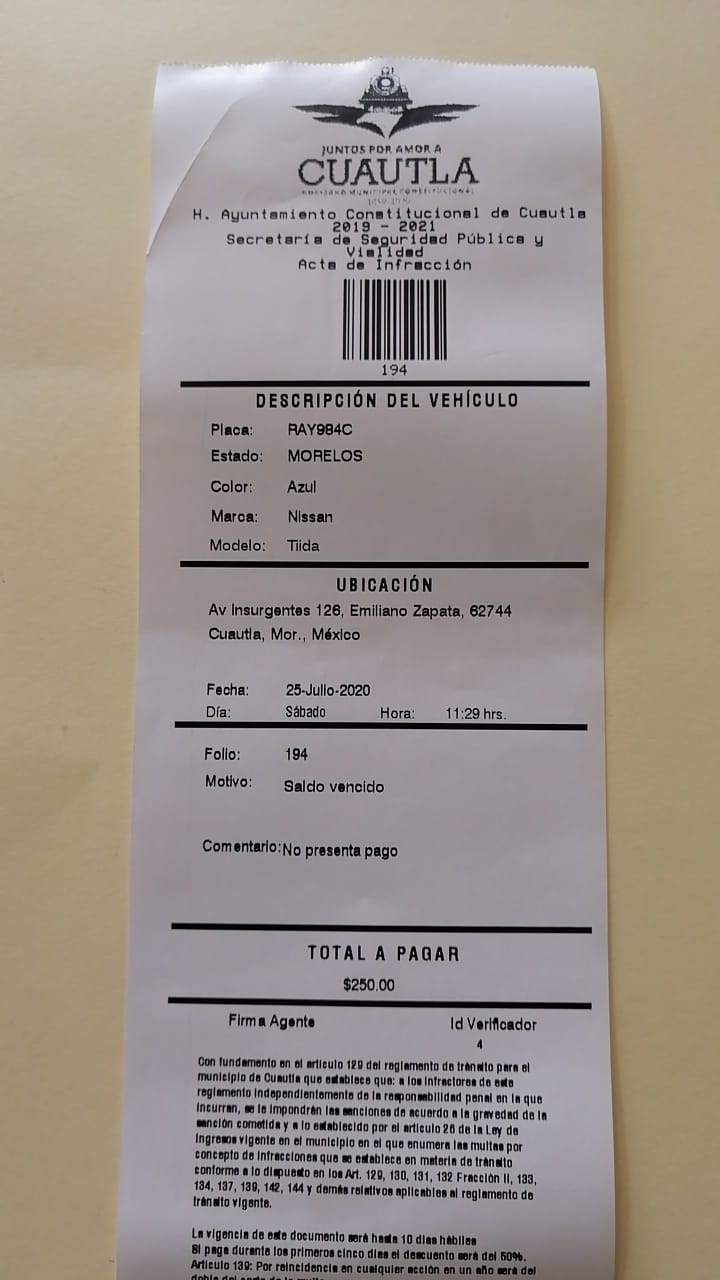 JUNTOS POR AMOR A
CUAUTLA
H. Ayuntamiento Constitucional de Cuautla
2019 - 2021
Secretaría de Seguridad Pública y
Vialidad
Acta de Infracción
194
DESCRIPCIÓN DEL VEHÍCULO
Placa: RAY984C
Estado: MORELOS
Color: Azul
Marca: Nissan
Modelo: Tiida
UBICACIÓN
Av Insurgentes 126, Emiliano Zapata, 62744
Cuautla, Mor., México
Fecha: 25-Julio-2020
Día: Sábado Hora: 11:29 hrs.
Folio: 194
Motivo: Saldo vencido
Comentario: No presenta pago
TOTAL A PAGAR
$250.00
Firma Agente Id Verificador
4
Con fundamento en el artículo 129 del reglamento de tránsito para el
municipio de Cuautla que establece que: a los infractores de este
reglamento independientemente de la responsabilidad penal en la que
incurran, se le impondrán las sanciones de acuerdo a la gravedad de la
sanción cometida y a lo establecido por el artículo 26 de la Ley de
Ingresos vigente en el municipio en el que enumera las multas por
concepto de infracciones que se establece en materia de tránsito
conforme a lo dispuesto en los Art. 129, 130, 131, 132 Fracción II, 133,
134, 137, 139, 142, 144 y demás relativos aplicables al reglamento de
tránsito vigente.
La vigencia de este documento será hasta 10 días hábiles
Si paga durante los primeros cinco días el descuento será del 50%.
Artículo 139: Por reincidencia en cualquier acción en un año será del